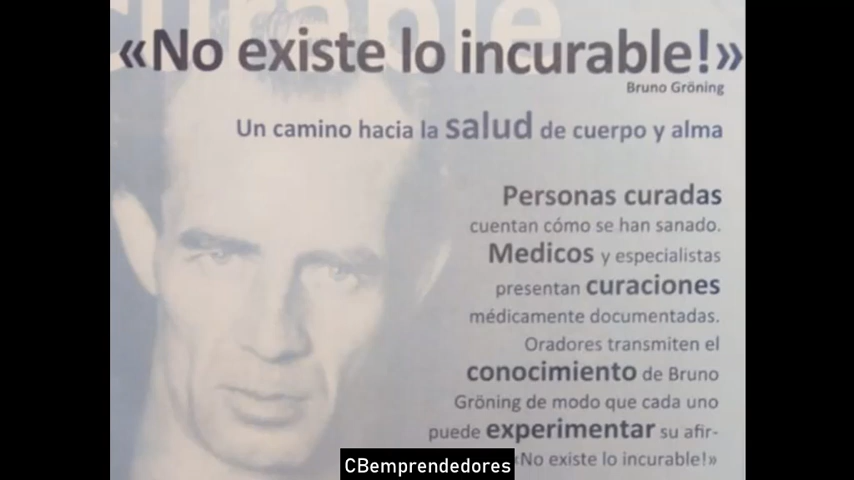 curable
«No existe lo incurable!»
Bruno Gröning
Un camino hacia la salud de cuerpo y alma
Personas curadas
cuentan cómo se han sanado.
Medicos y especialistas
presentan curaciones
médicamente documentadas.
Oradores transmiten el
conocimiento de Bruno
Gröning de modo que cada uno
puede experimentar su afir-
«No existe lo incurable!»
CBemprendedores